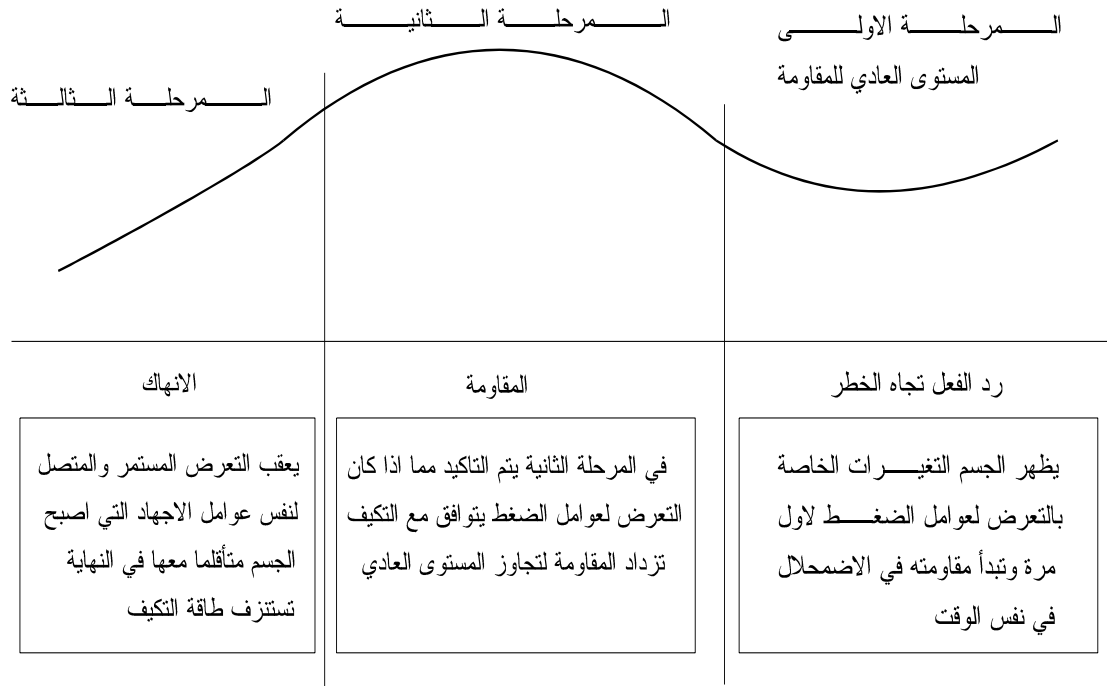 المرحلة الاولى
المستوى العادي للمقاومة
المرحلة الثانية
المرحلة الثالثة
رد الفعل تجاه الخطر
يظهر الجسم التغيرات الخاصة
بالتعرض لعوامل الضغط لاول
مرة وتبدأ مقاومته في الاضمحلال
في نفس الوقت
المقاومة
في المرحلة الثانية يتم التاكيد مما اذا كان
التعرض لعوامل الضغط يتوافق مع التكيف
تزداد المقاومة لتجاوز المستوى العادي
الانهاك
يعقب التعرض المستمر والمتصل
لنفس عوامل الاجهاد التي اصبح
الجسم متأقلما معها في النهاية
تستنزف طاقة التكيف